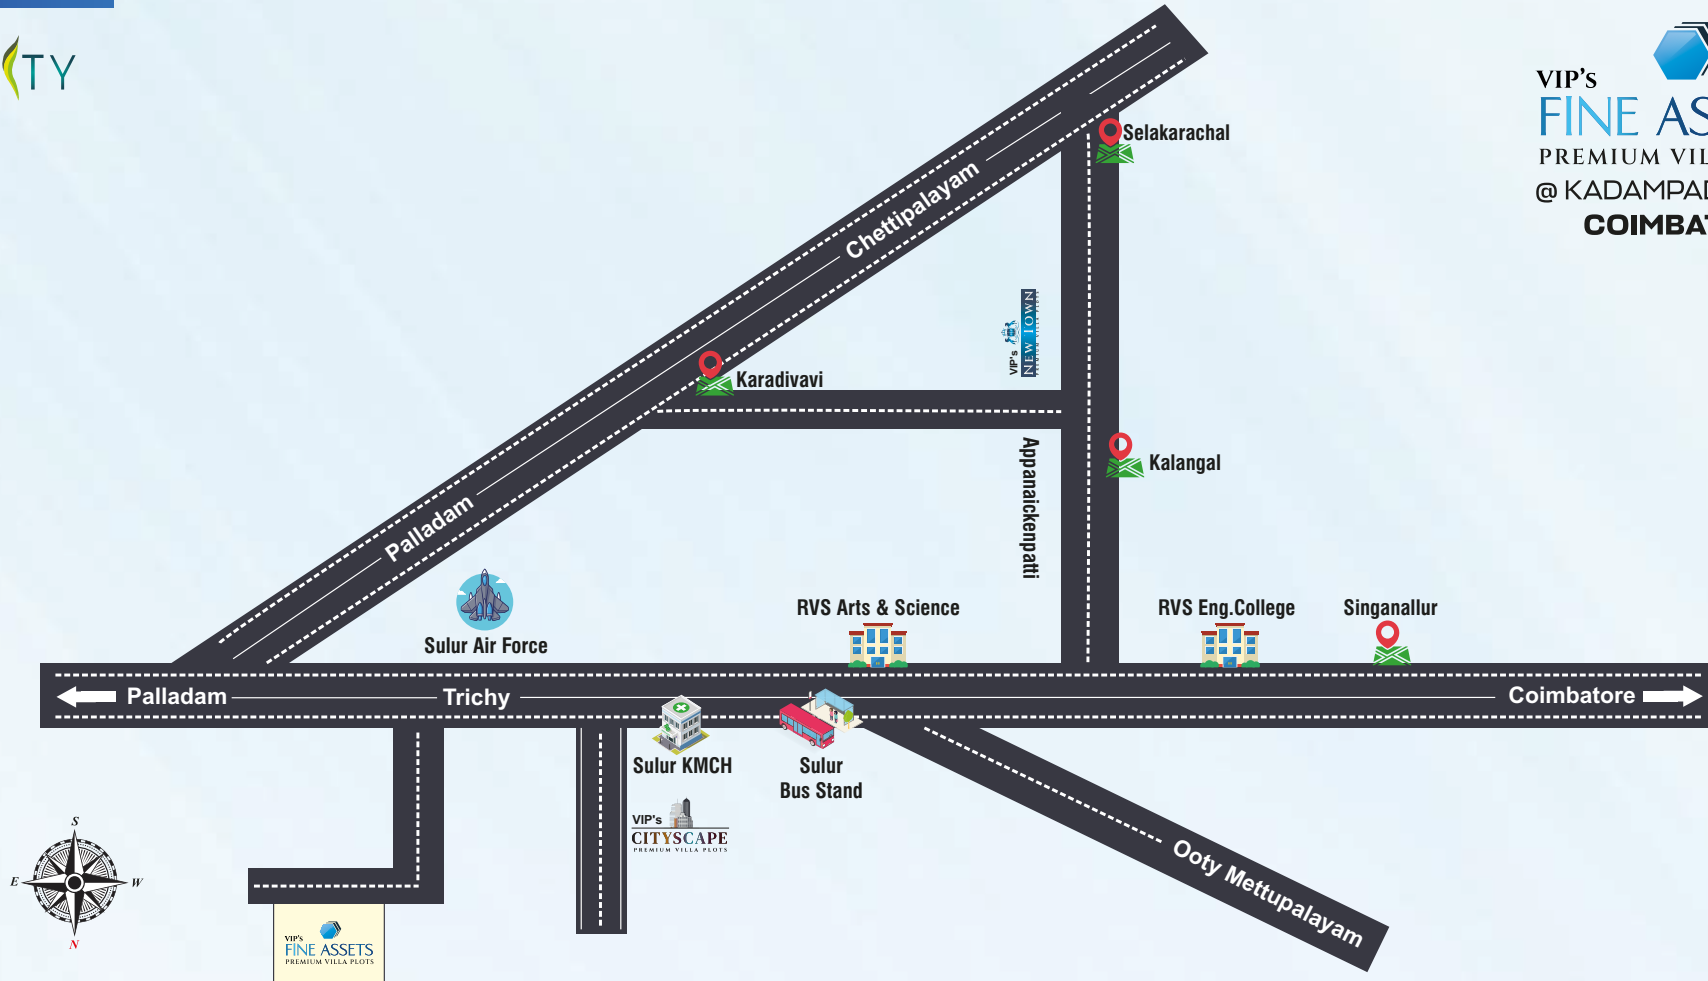 TY
VIP's
FINE AS
PREMIUM VIL
@ KADAMPA
COIMBA
Selakarachal
Chettipalayam
VIP's
NEW TOWN
Karadivavi
Appanaickenpatti
Kalangal
Palladam
Sulur Air Force
RVS Arts & Science
RVS Eng.College
Singanallur
Palladam
Trichy
Coimbatore
Sulur KMCH
Sulur
Bus Stand
VIP's
CITYSCAPE
PREMIUM VILLA PLOTS
Ooty Mettupalayam
S
E
W
N
VIP'S
FINE ASSETS
PREMIUM VILLA PLOTS